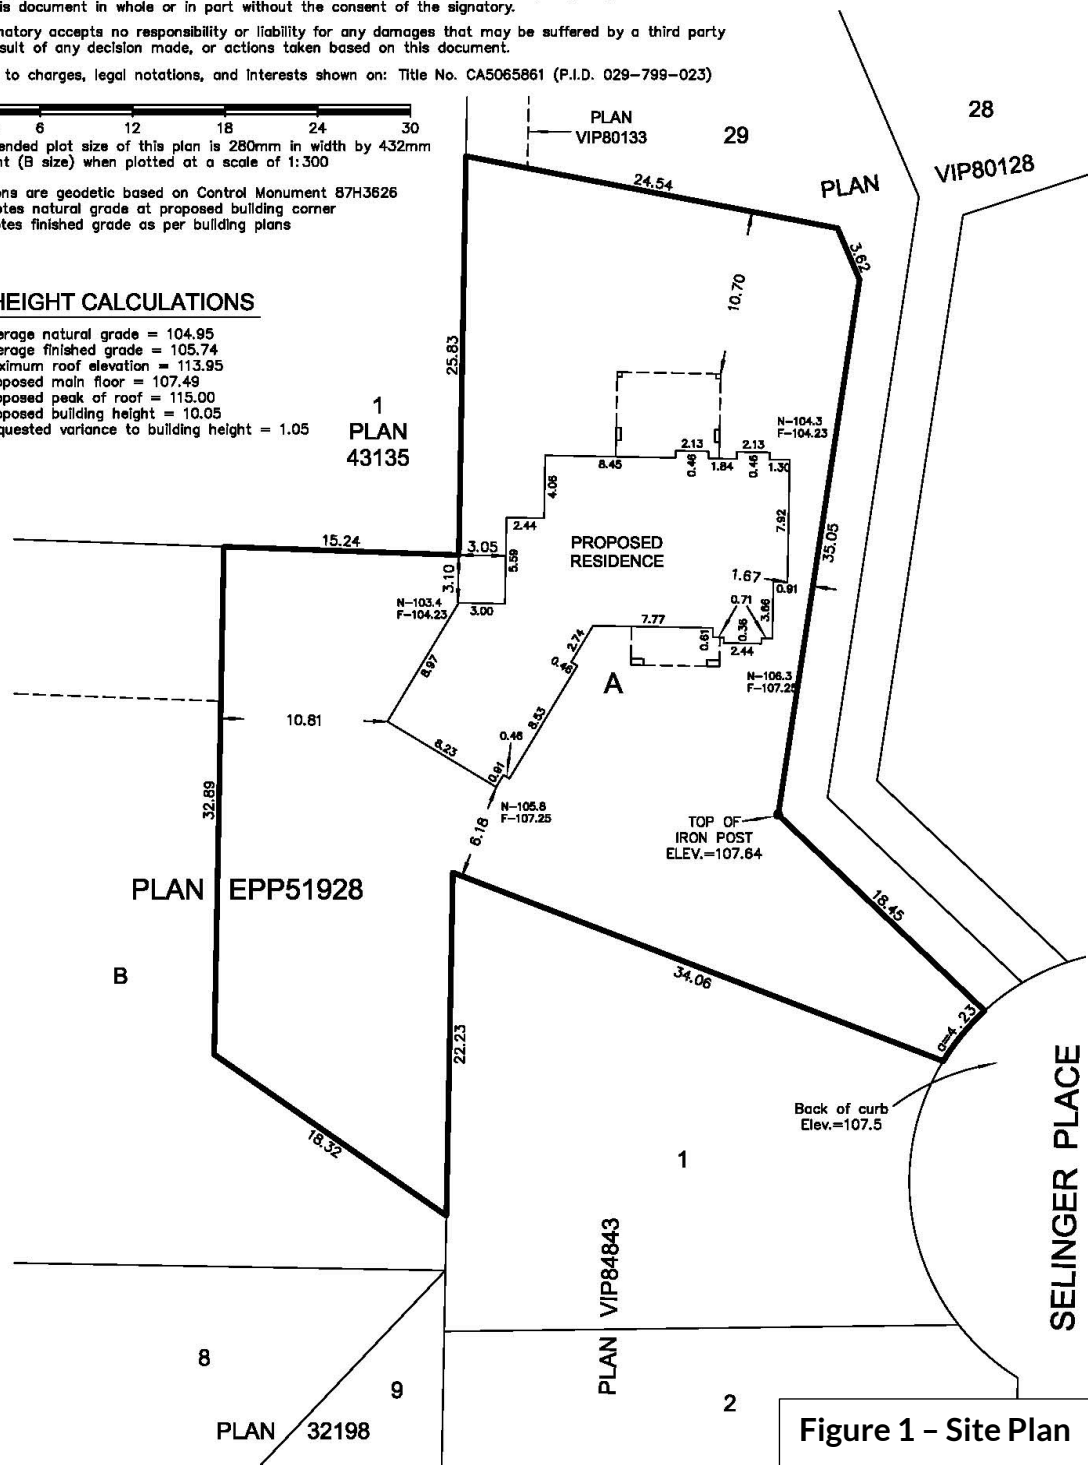 is document in whole or in part without the consent of the signatory.
natory accepts no responsibility or liability for any damages that may be suffered by a third party
sult of any decision made, or actions taken based on this document.
to charges, legal notations, and interests shown on: Title No. CA5065861 (P.I.D. 029-799-023)
6 12 18 24 30
ended plot size of this plan is 280mm in width by 432mm
ht (B size) when plotted at a scale of 1:300
ons are geodetic based on Control Monument 87H3626
otes natural grade at proposed building corner
otes finished grade as per building plans
HEIGHT CALCULATIONS
erage natural grade = 104.95
erage finished grade = 105.74
ximum roof elevation = 113.95
oposed main floor = 107.49
oposed peak of roof = 115.00
oposed building height = 10.05
quested variance to building height = 1.05
PLAN
VIP80133
29
28
PLAN VIP80128
24.54
3.62
10.70
25.83
1
PLAN
43135
N-104.3
F-104.23
8.45
2.13
0.46
1.84
2.13
0.46
1.30
4.06
2.44
7.92
35.05
15.24
3.05
5.59
3.10
3.00
PROPOSED
RESIDENCE
1.67
0.91
N-103.4
F-104.23
0.71
3.66
0.36
7.77
0.61
2.44
2.74
0.46
8.97
A
N-106.3
F-107.25
10.81
8.53
0.46
8.23
0.91
N-105.8
F-107.25
6.18
32.89
TOP OF
IRON POST
ELEV.=107.64
PLAN EPP51928
18.45
B
34.06
22.23
a=4.23
18.32
Back of curb
Elev.=107.5
SELINGER PLACE
1
PLAN VIP84843
8
9
2
PLAN 32198
Figure 1 – Site Plan